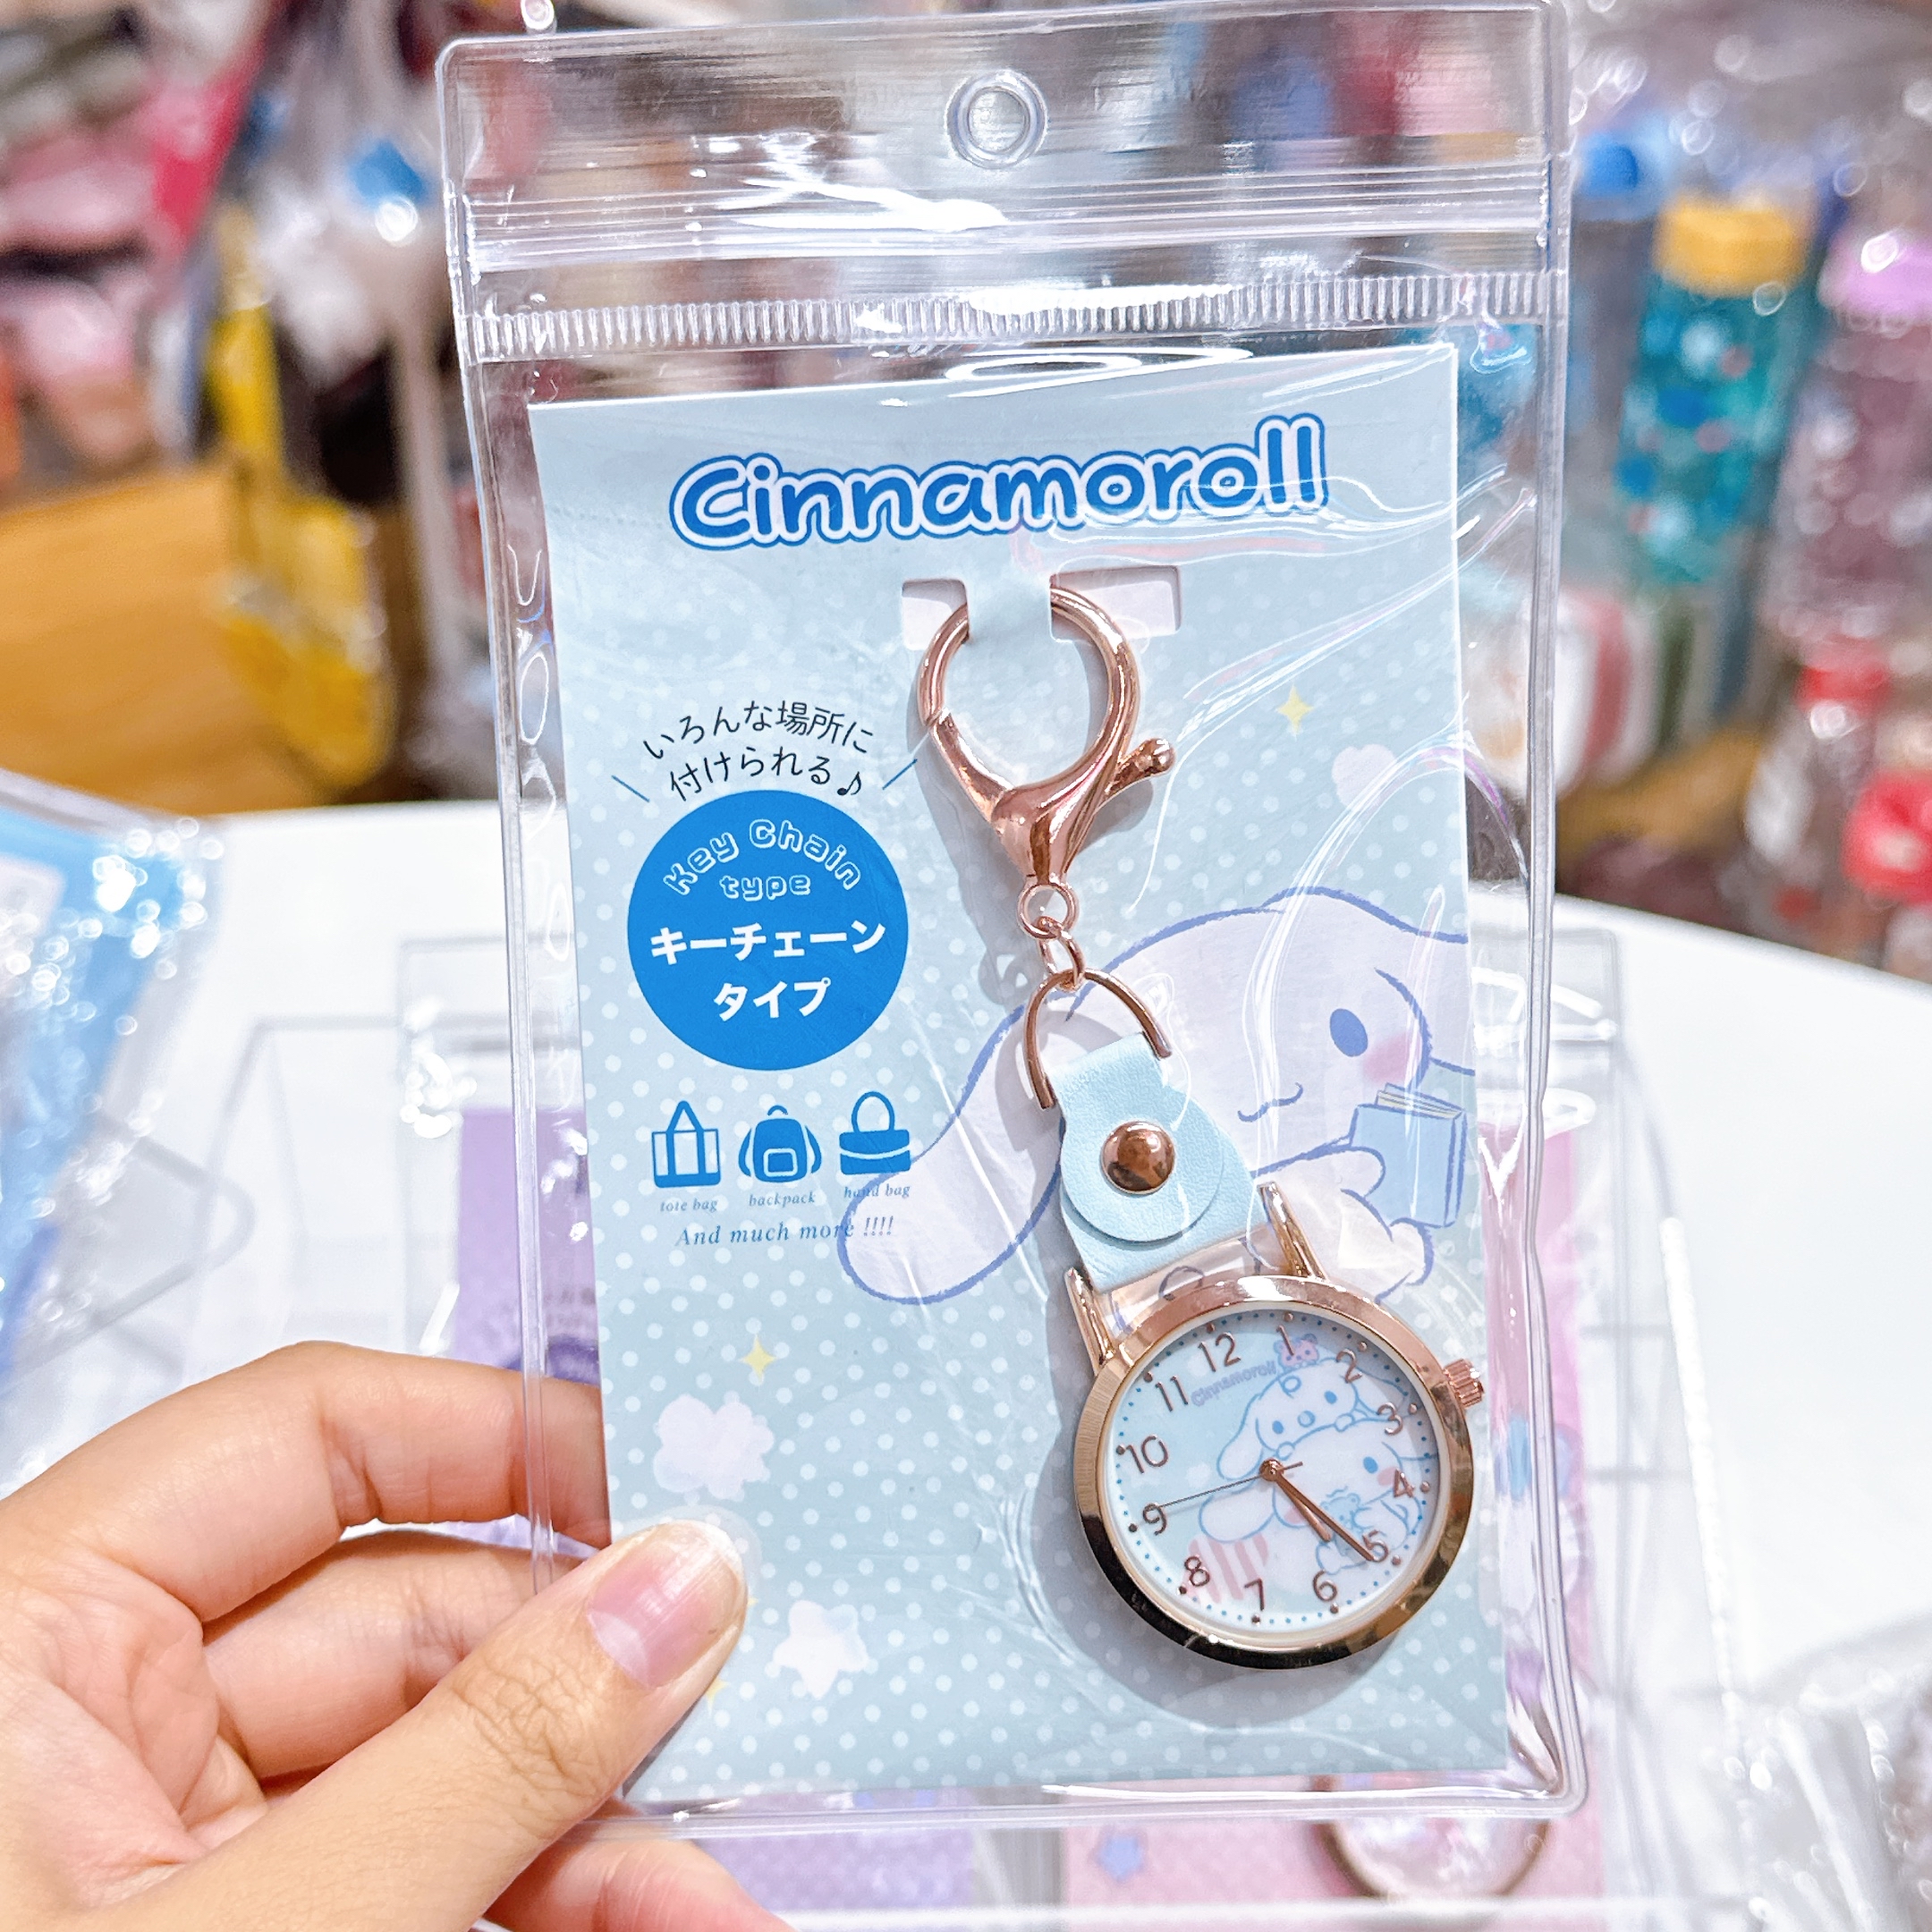 Cinnamoroll
いろんな場所に
付けられる♪
Key Chain
type
キーチェーン
タイプ
tote bag backpack hand bag
And much more !!!!
12 1 2 3 4 5 6 7 8 9 10 11
Cinnamoroll